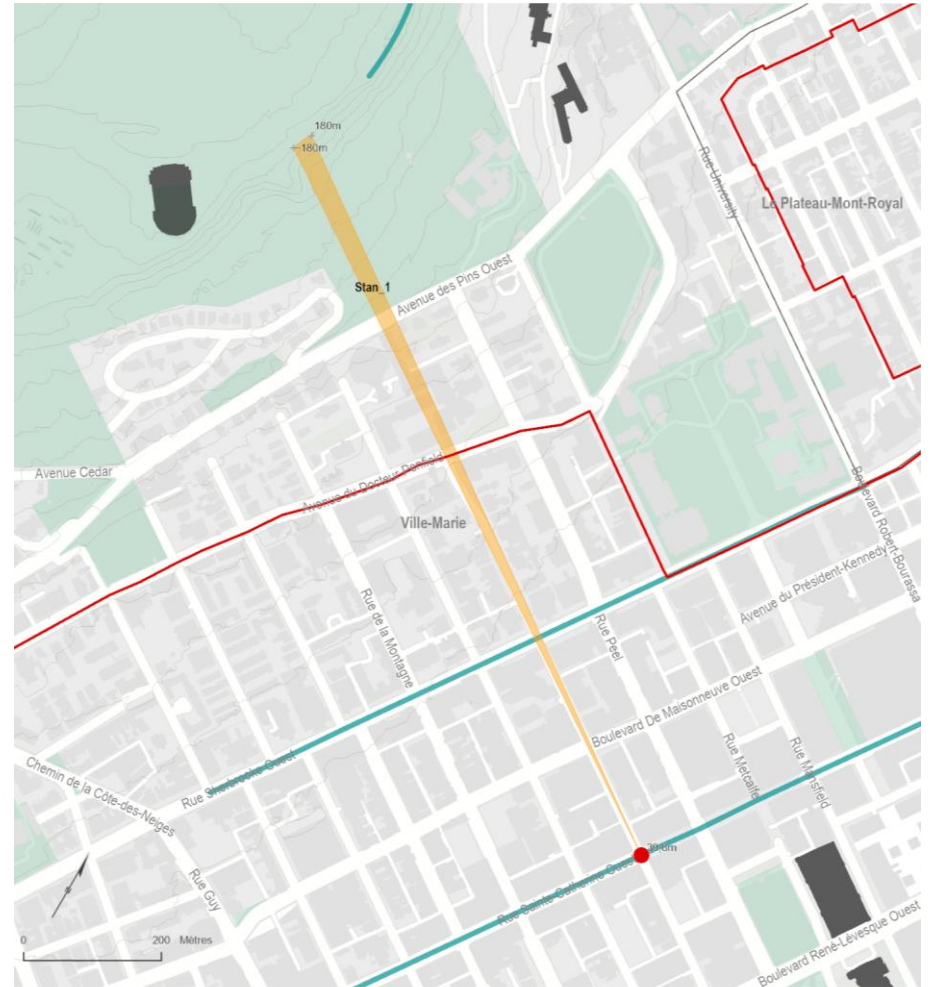 180m
180m
Rue University
Le Plateau-Mont-Royal
Stan_1
Avenue des Pins Ouest
Avenue Cedar
Avenue du Docteur Penfield
Ville-Marie
Boulevard Robert-Bourassa
Avenue du Président-Kennedy
Rue de la Montagne
Rue Peel
Boulevard De Maisonneuve Ouest
Rue Sherbrooke Ouest
Chemin de la Côte-des-Neiges
Rue Metcalfe
Rue Mansfield
Rue Guy
Rue Sainte-Catherine Ouest
Boulevard René-Lévesque Ouest
0
200 Mètres